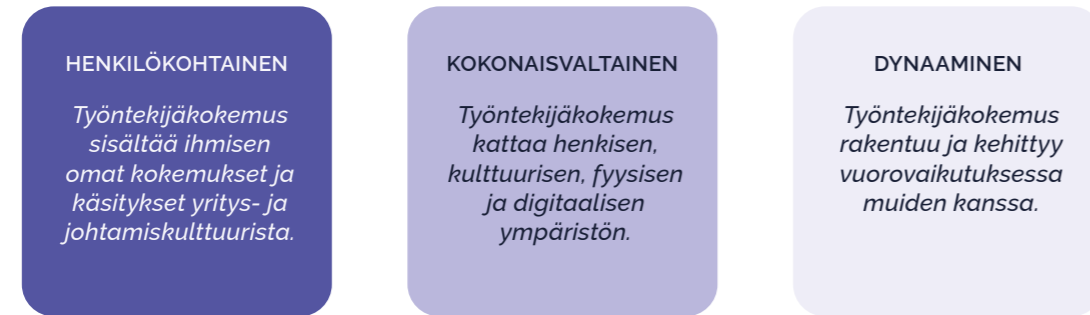 HENKILÖKOHTAINEN
Työntekijäkokemus
sisältää ihmisen
omat kokemukset ja
käsitykset yritys- ja
johtamiskulttuurista.
KOKONAISVALTAINEN
Työntekijäkokemus
kattaa henkisen,
kulttuurisen, fyysisen
ja digitaalisen
ympäristön.
DYNAAMINEN
Työntekijäkokemus
rakentuu ja kehittyy
vuorovaikutuksessa
muiden kanssa.